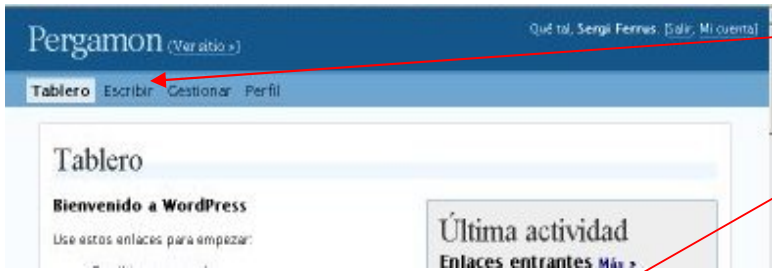 Pergamon (Ver sitio »)
Qué tal, Sergi Ferrus. [Salir, Mi cuenta]
Tablero Escribir Gestionar Perfil
Tablero
Bienvenido a WordPress
Use estos enlaces para empezar:
Última actividad
Enlaces entrantes Más »